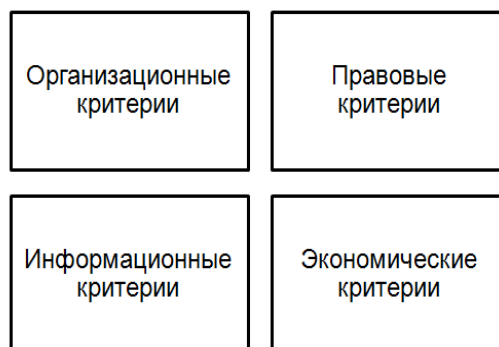 Организационные
критерии
Правовые
критерии
Информационные
критерии
Экономические
критерии